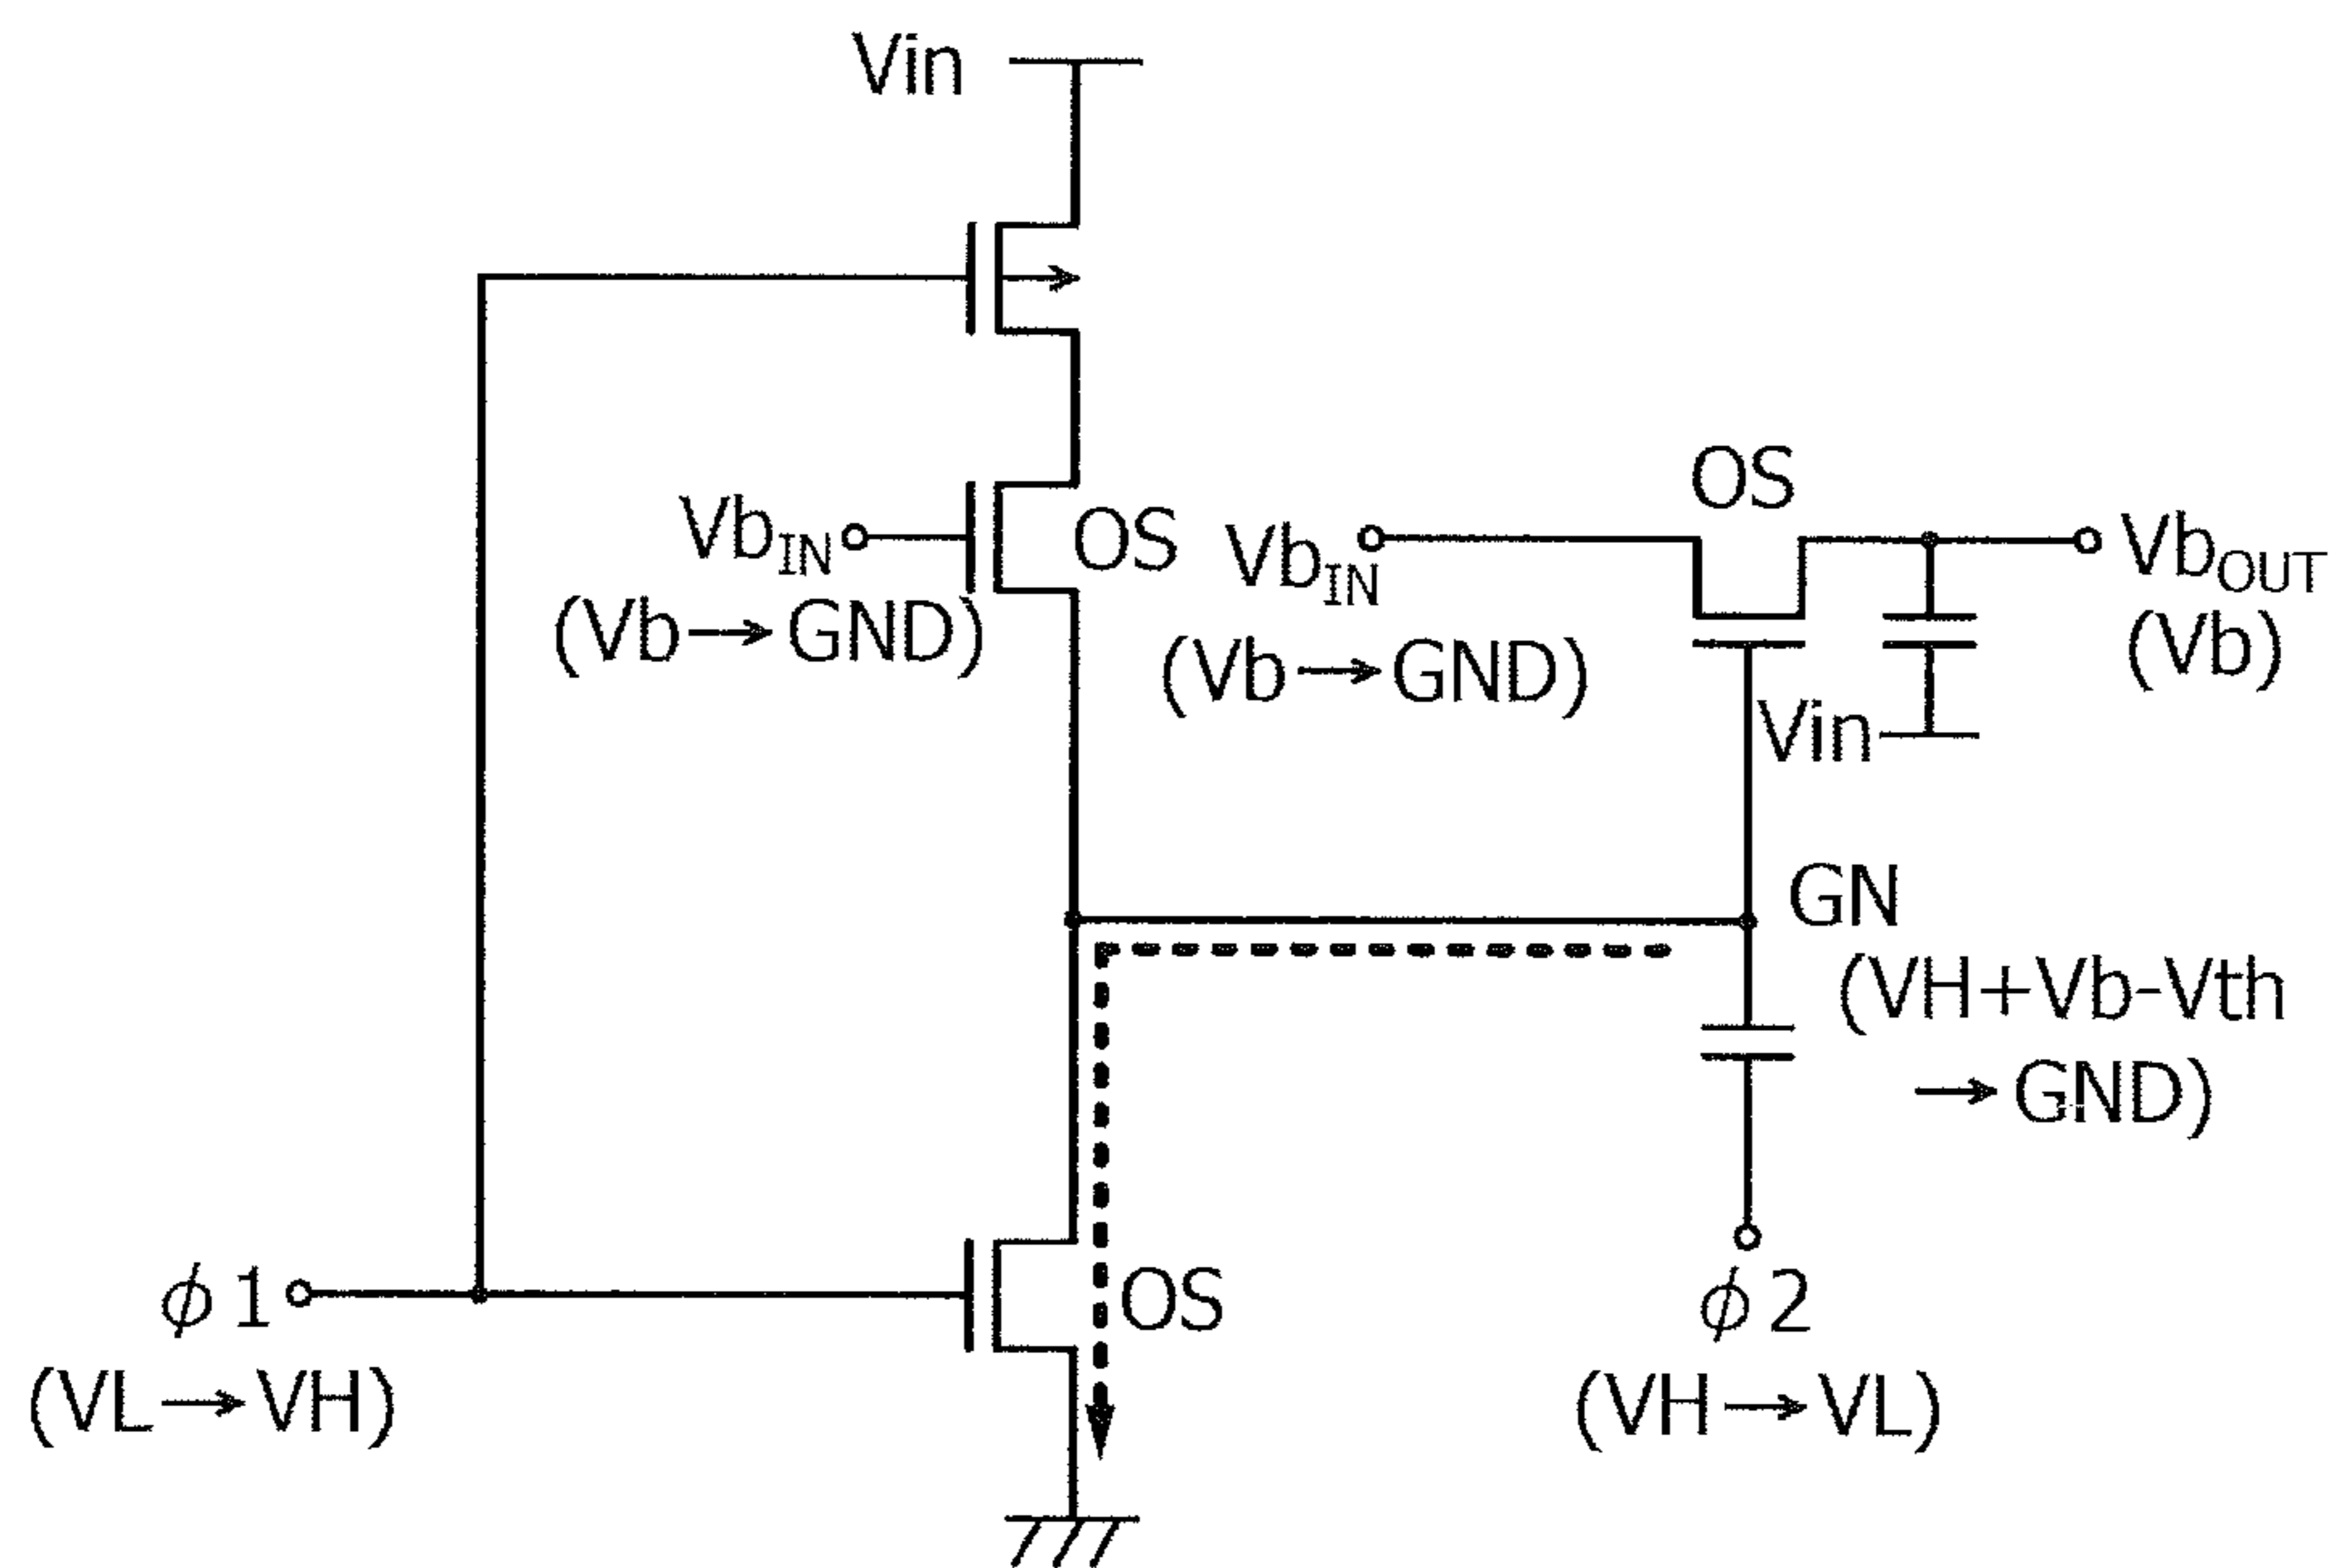 Vin
OS
Vb_IN
OS
Vb_IN
Vb_OUT
(Vb→GND)
(Vb→GND)
(Vb)
Vin
GN
(VH+Vb-Vth
→GND)
φ1
OS
φ2
(VL→VH)
(VH→VL)